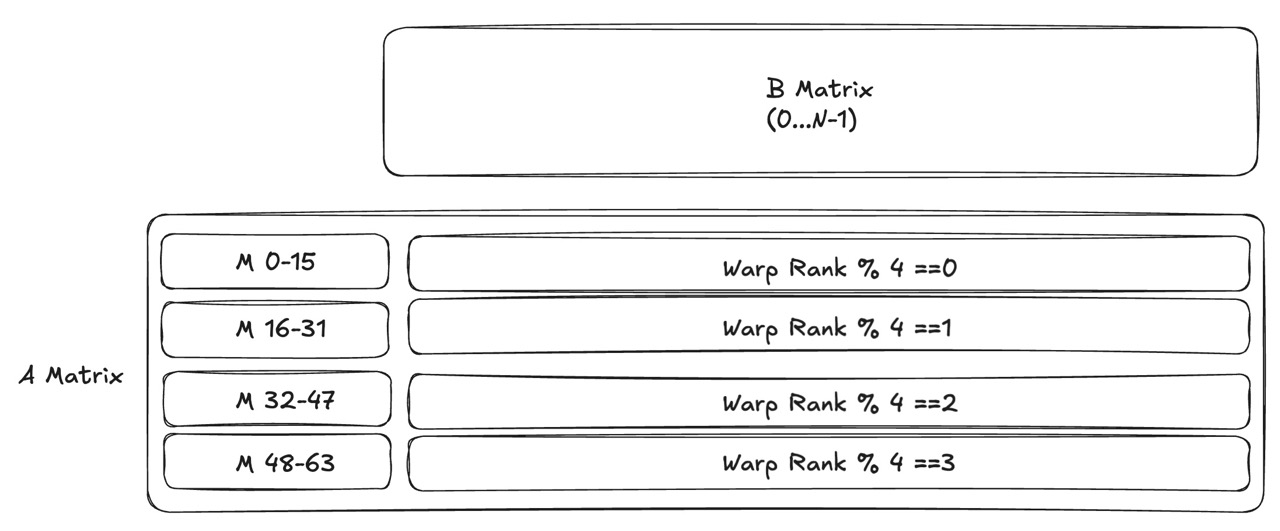 B Matrix
(0...N-1)
M 0-15
Warp Rank % 4 ==0
M 16-31
Warp Rank % 4 ==1
A Matrix
M 32-47
Warp Rank % 4 ==2
M 48-63
Warp Rank % 4 ==3